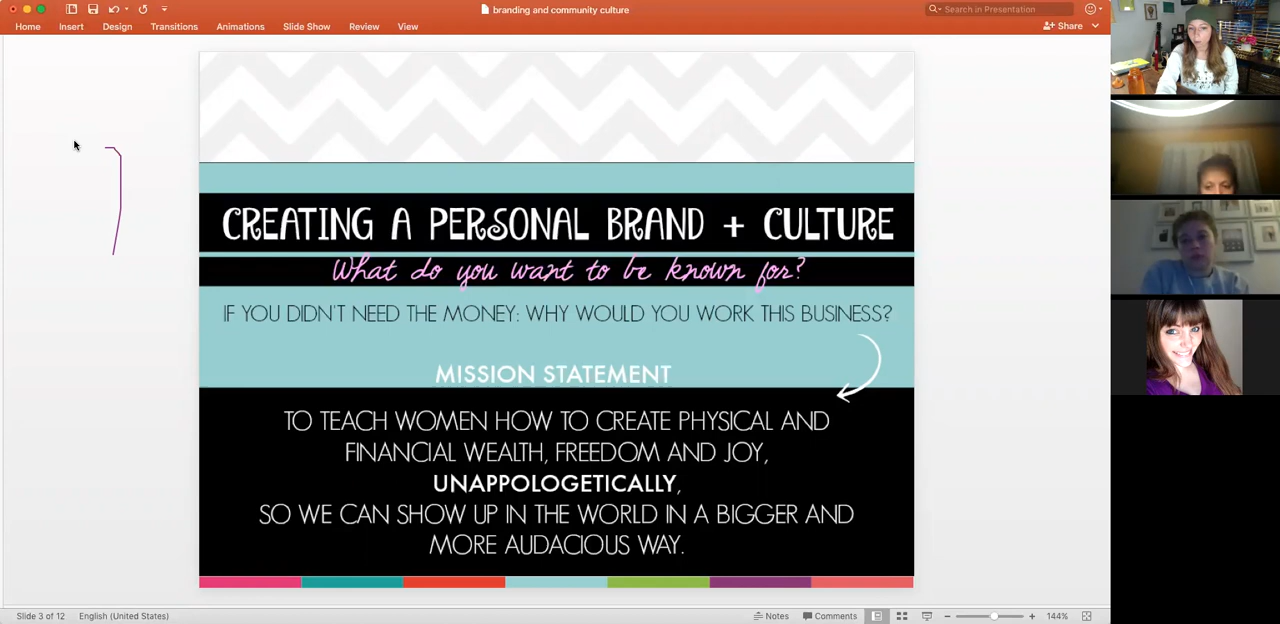 branding and community culture
Search in Presentation
Home Insert Design Transitions Animations Slide Show Review View
Share
CREATING A PERSONAL BRAND + CULTURE
What do you want to be known for?
IF YOU DIDN'T NEED THE MONEY: WHY WOULD YOU WORK THIS BUSINESS?
MISSION STATEMENT
TO TEACH WOMEN HOW TO CREATE PHYSICAL AND
FINANCIAL WEALTH, FREEDOM AND JOY,
UNAPPOLOGETICALLY,
SO WE CAN SHOW UP IN THE WORLD IN A BIGGER AND
MORE AUDACIOUS WAY.
Slide 3 of 12 English (United States) Notes Comments 144%